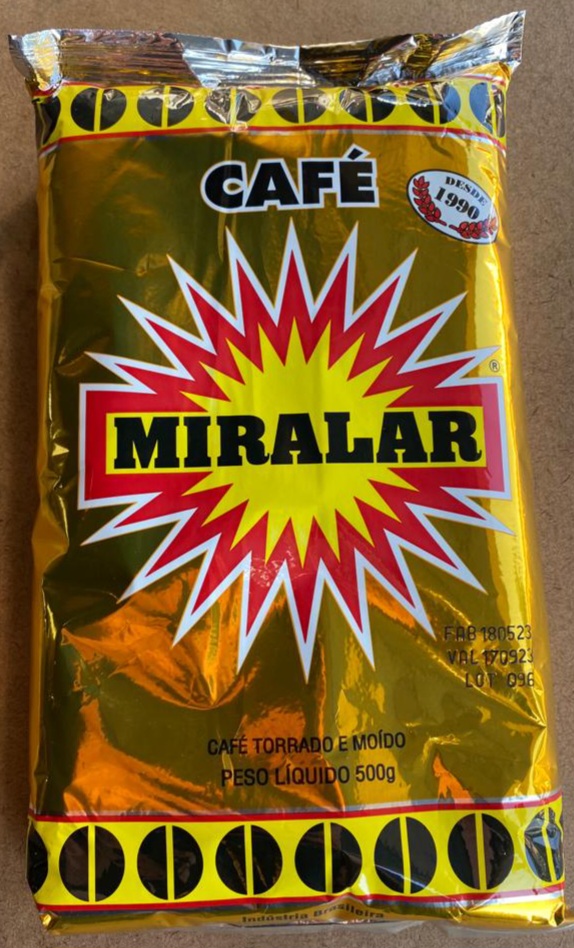 CAFÉ
DESDE
1990
®
MIRALAR
FAB 180523
VAL 170923
LOT 096
CAFÉ TORRADO E MOÍDO
PESO LÍQUIDO 500g
Indústria Brasileira